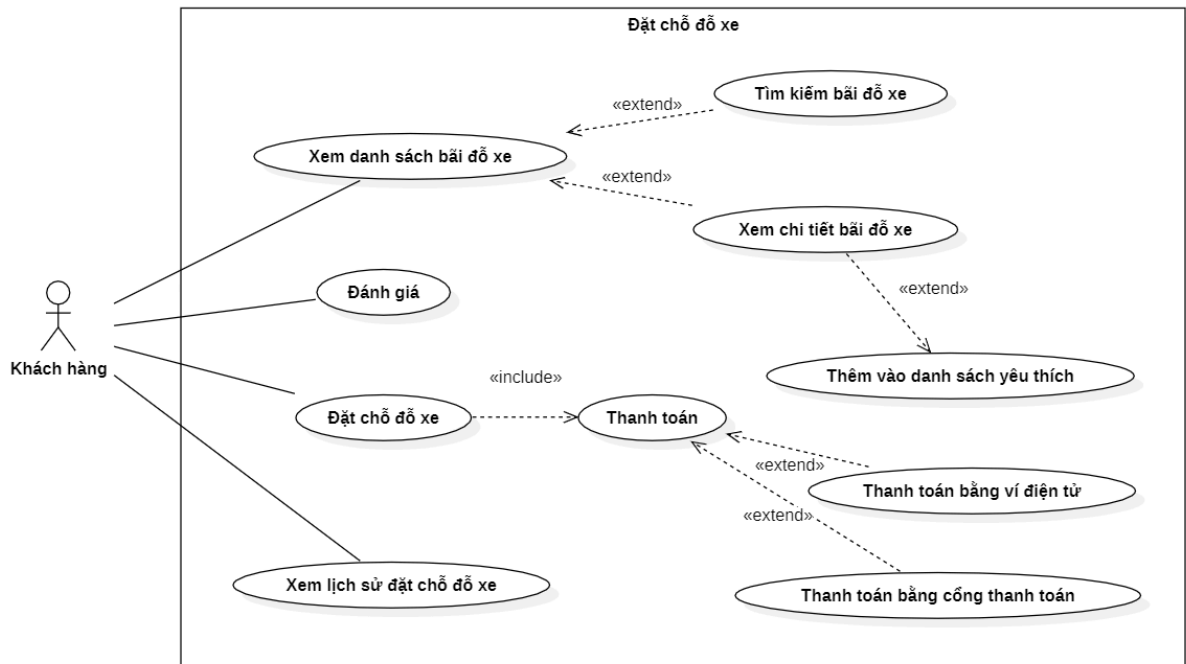 Đặt chỗ đỗ xe
Tìm kiếm bãi đỗ xe
«extend»
Xem danh sách bãi đỗ xe
«extend»
Xem chi tiết bãi đỗ xe
Đánh giá
«extend»
Khách hàng
Thêm vào danh sách yêu thích
«include»
Đặt chỗ đỗ xe
Thanh toán
«extend»
Thanh toán bằng ví điện tử
«extend»
Xem lịch sử đặt chỗ đỗ xe
Thanh toán bằng cổng thanh toán